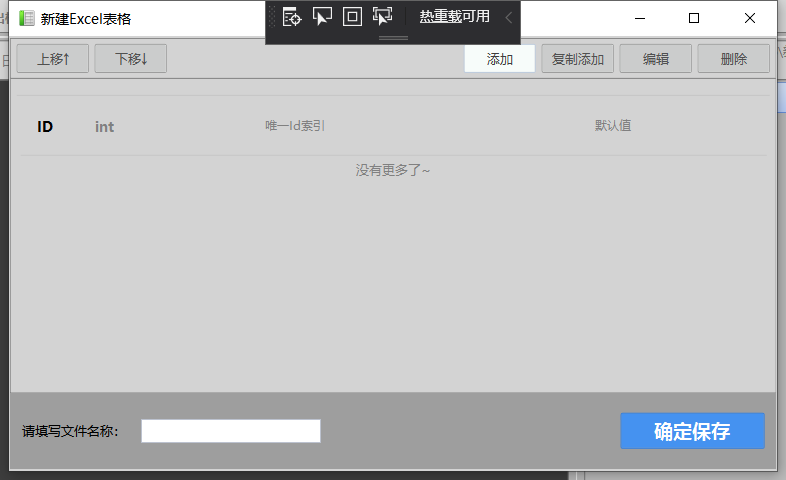 新建Excel表格
热重载可用
上移↑ 下移↓ 添加 复制添加 编辑 删除
ID int 唯一Id索引 默认值
没有更多了~
请填写文件名称: 确定保存